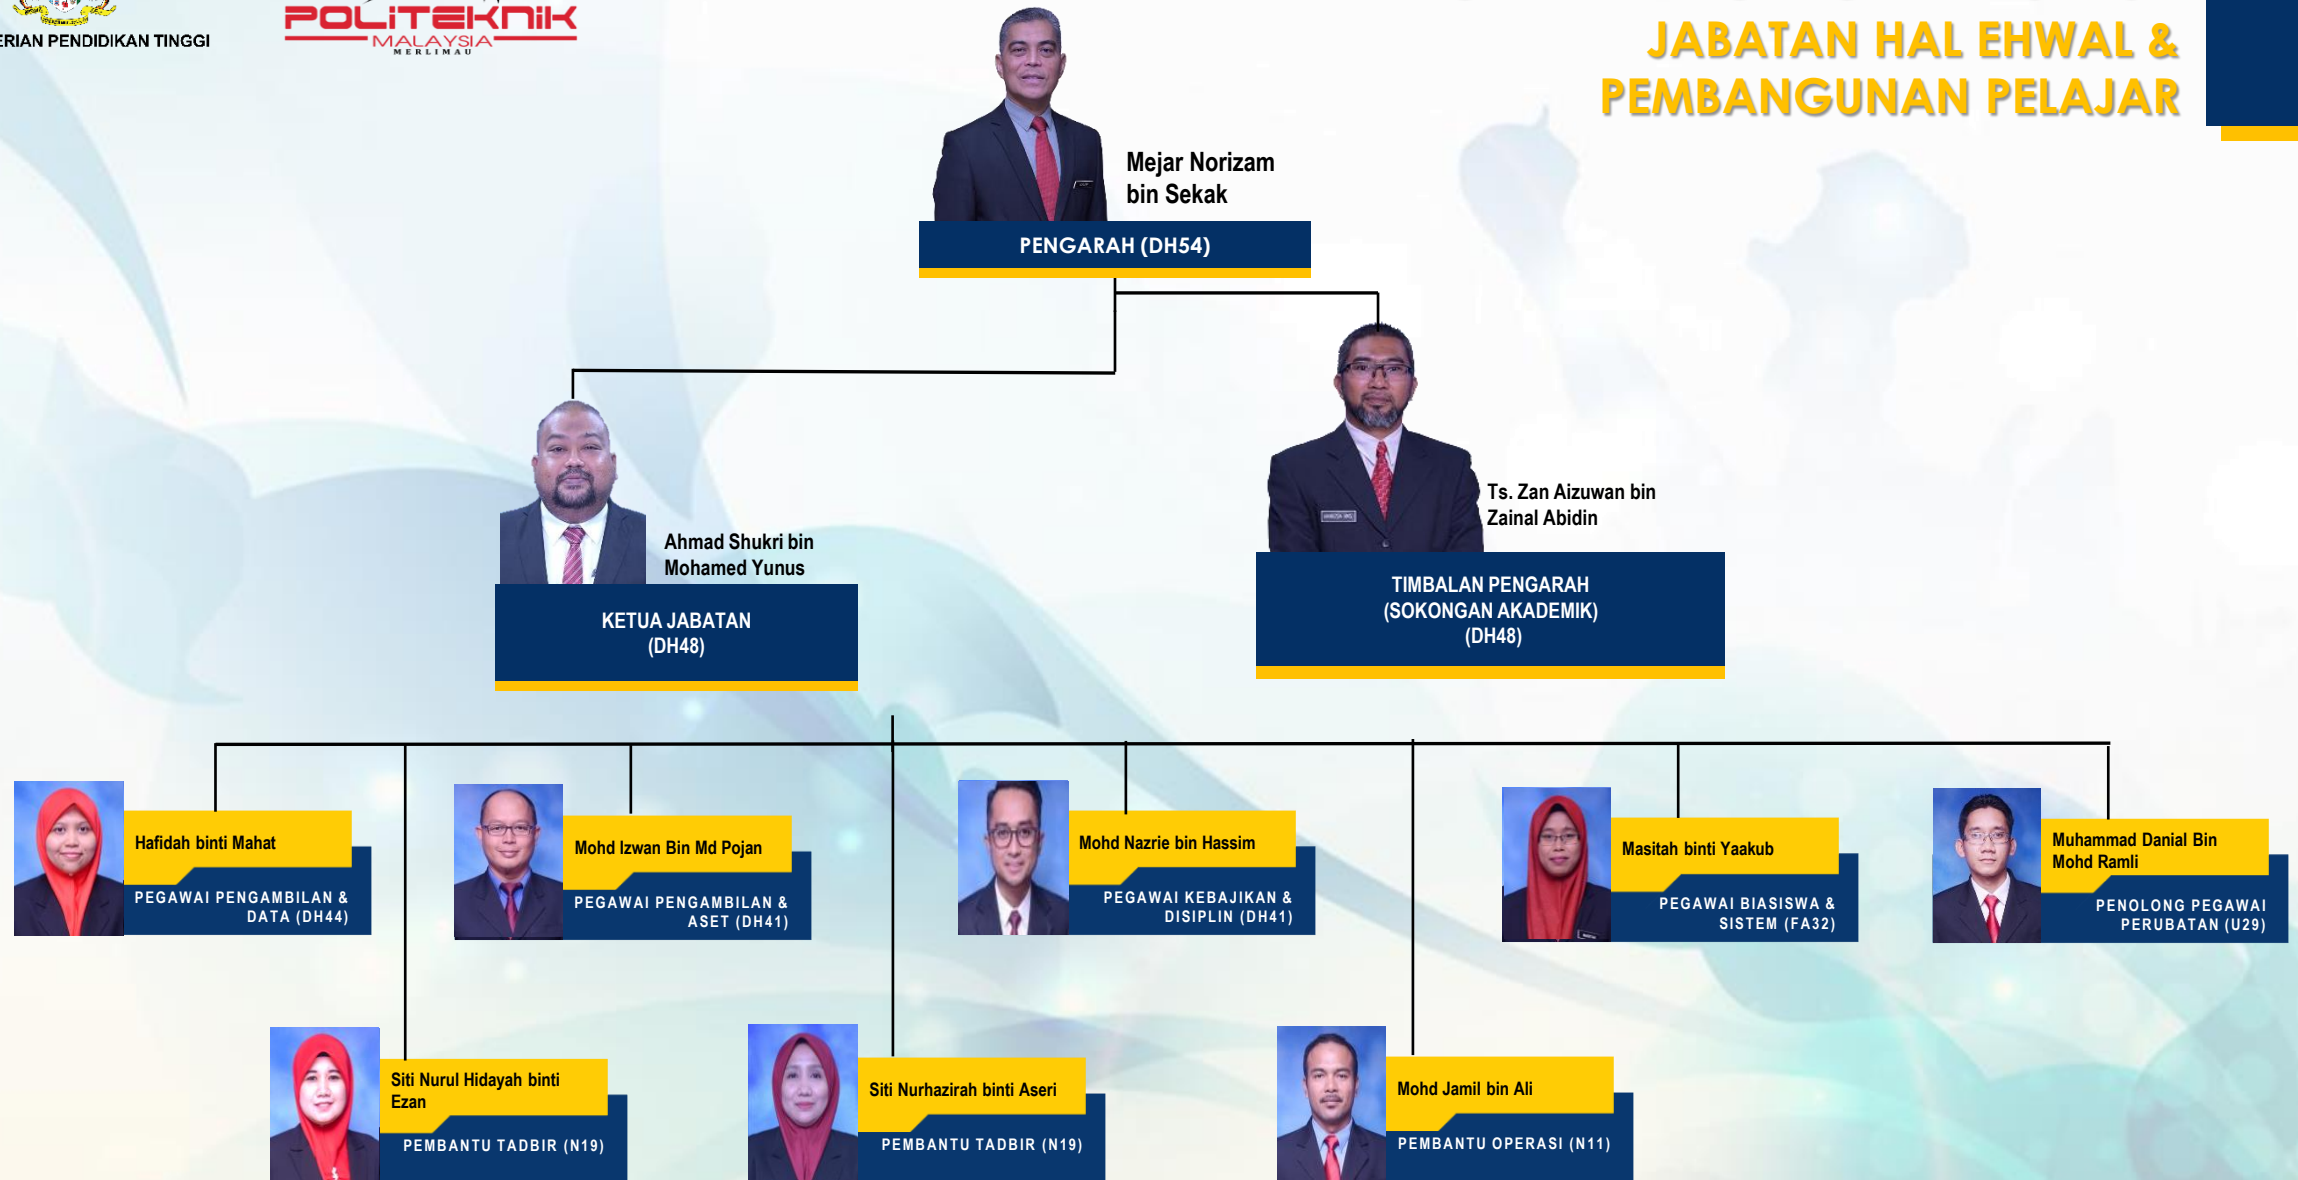 ERIAN PENDIDIKAN TINGGI
POLITEKNIK
MALAYSIA
MERLIMAU
JABATAN HAL EHWAL &
PEMBANGUNAN PELAJAR
Mejar Norizam
bin Sekak
PENGARAH (DH54)
Ts. Zan Aizuwan bin
Zainal Abidin
TIMBALAN PENGARAH
(SOKONGAN AKADEMIK)
(DH48)
Ahmad Shukri bin
Mohamed Yunus
KETUA JABATAN
(DH48)
Hafidah binti Mahat
PEGAWAI PENGAMBILAN &
DATA (DH44)
Mohd Izwan Bin Md Pojan
PEGAWAI PENGAMBILAN &
ASET (DH41)
Mohd Nazrie bin Hassim
PEGAWAI KEBAJIKAN &
DISIPLIN (DH41)
Masitah binti Yaakub
PEGAWAI BIASISWA &
SISTEM (FA32)
Muhammad Danial Bin
Mohd Ramli
PENOLONG PEGAWAI
PERUBATAN (U29)
Siti Nurul Hidayah binti
Ezan
PEMBANTU TADBIR (N19)
Siti Nurhazirah binti Aseri
PEMBANTU TADBIR (N19)
Mohd Jamil bin Ali
PEMBANTU OPERASI (N11)